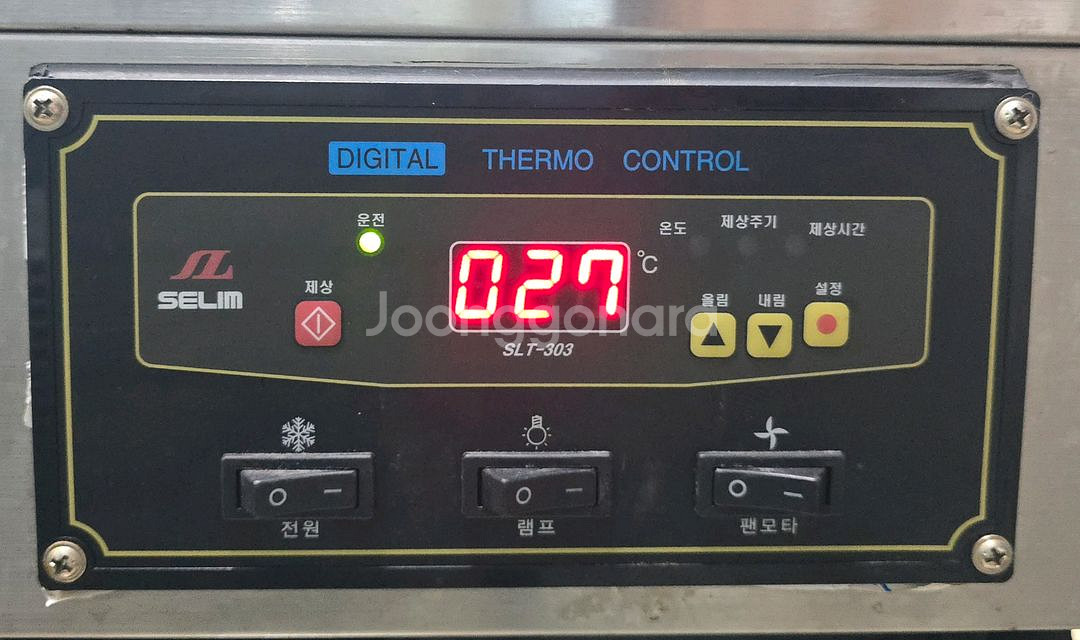 DIGITAL THERMO CONTROL
운전
온도 제상주기 제상시간
SELIM
제상
027 °C
올림 내림 설정
Joonggonara
SLT-303
전원 램프 팬모타